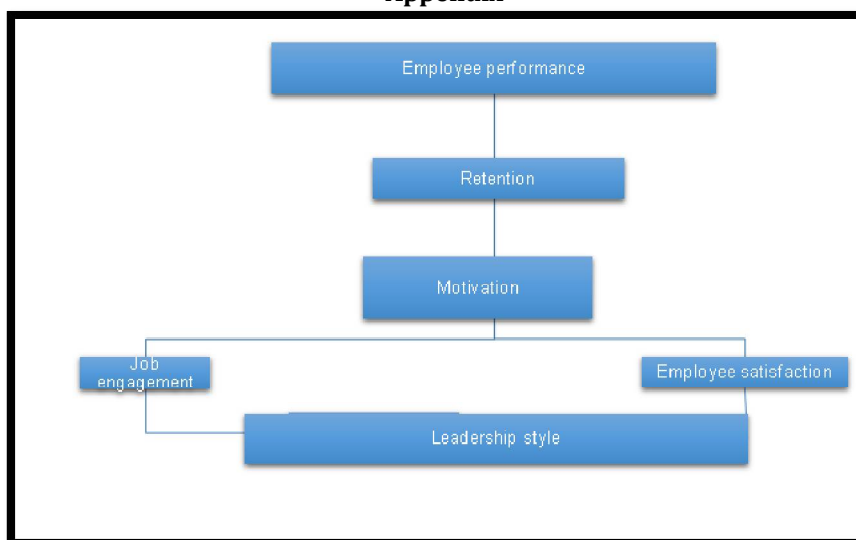 Employee performance
Retention
Motivation
Job
engagement
Employee satisfaction
Leadership style